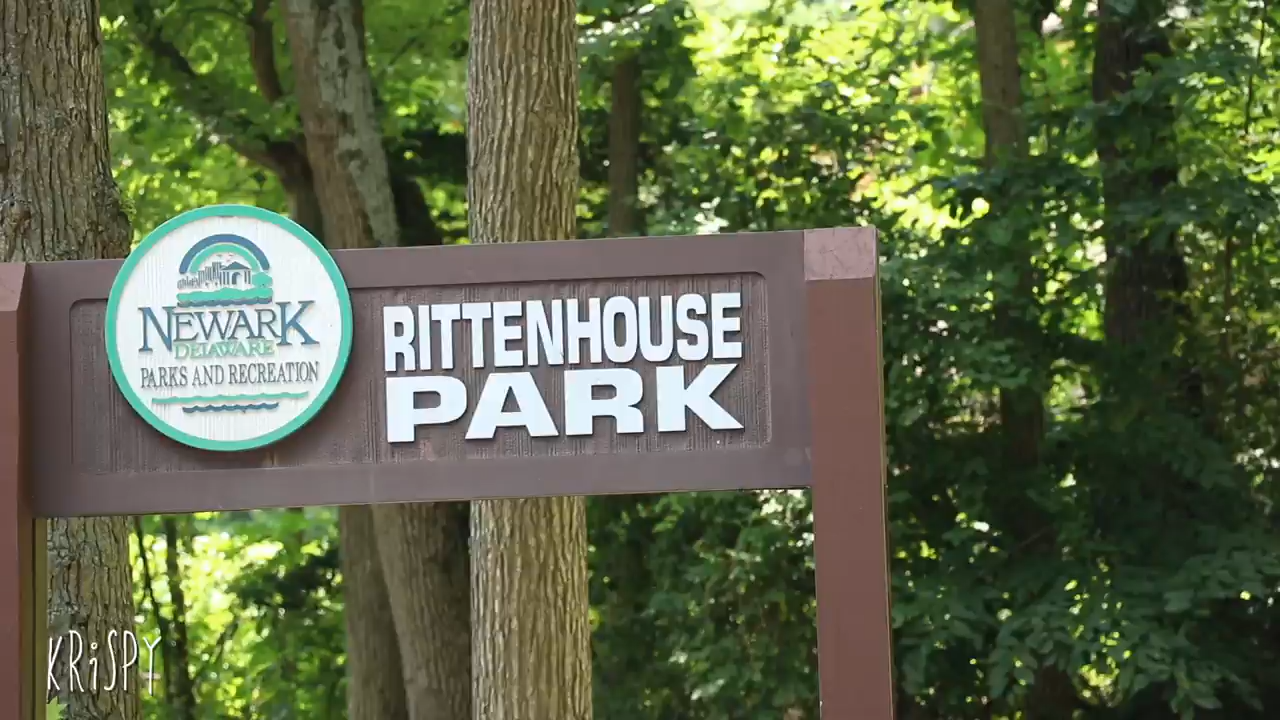 NEWARK
DELAWARE
PARKS AND RECREATION
RITTENHOUSE
PARK
KRiSPY